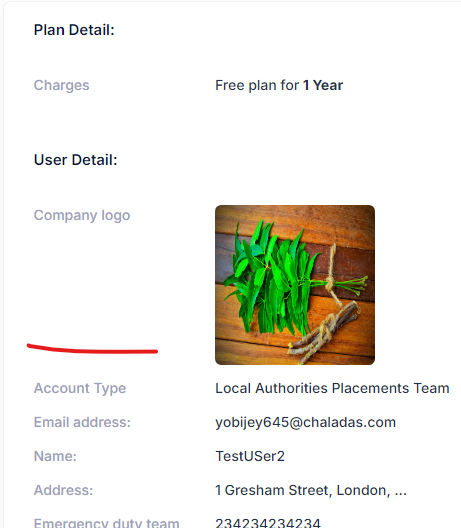 Plan Detail:
Charges Free plan for 1 Year
User Detail:
Company logo
Account Type Local Authorities Placements Team
Email address: yobijey645@chaladas.com
Name: TestUSer2
Address: 1 Gresham Street, London, ...
Emergency duty team 234234234234